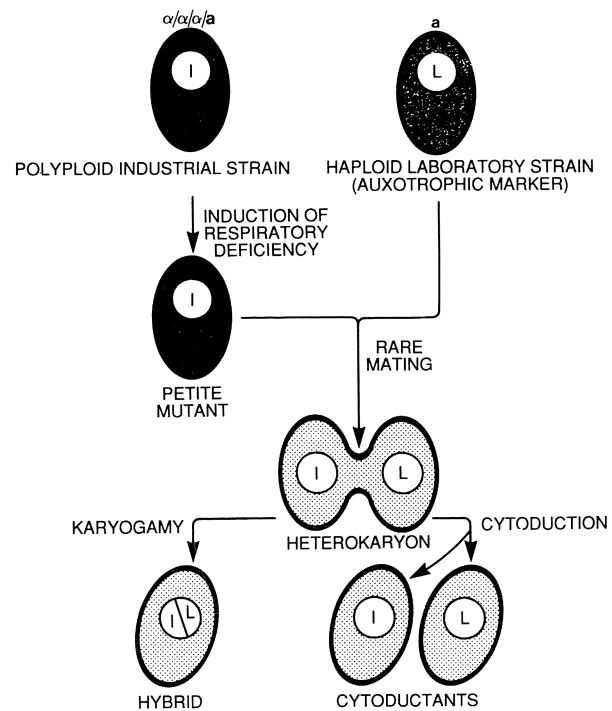 α/α/α/a
a
I
L
POLYPLOID INDUSTRIAL STRAIN
HAPLOID LABORATORY STRAIN
(AUXOTROPHIC MARKER)
INDUCTION OF
RESPIRATORY
DEFICIENCY
I
PETITE
MUTANT
RARE
MATING
I
L
HETEROKARYON
KARYOGAMY
CYTODUCTION
I L
I
L
HYBRID
CYTODUCTANTS